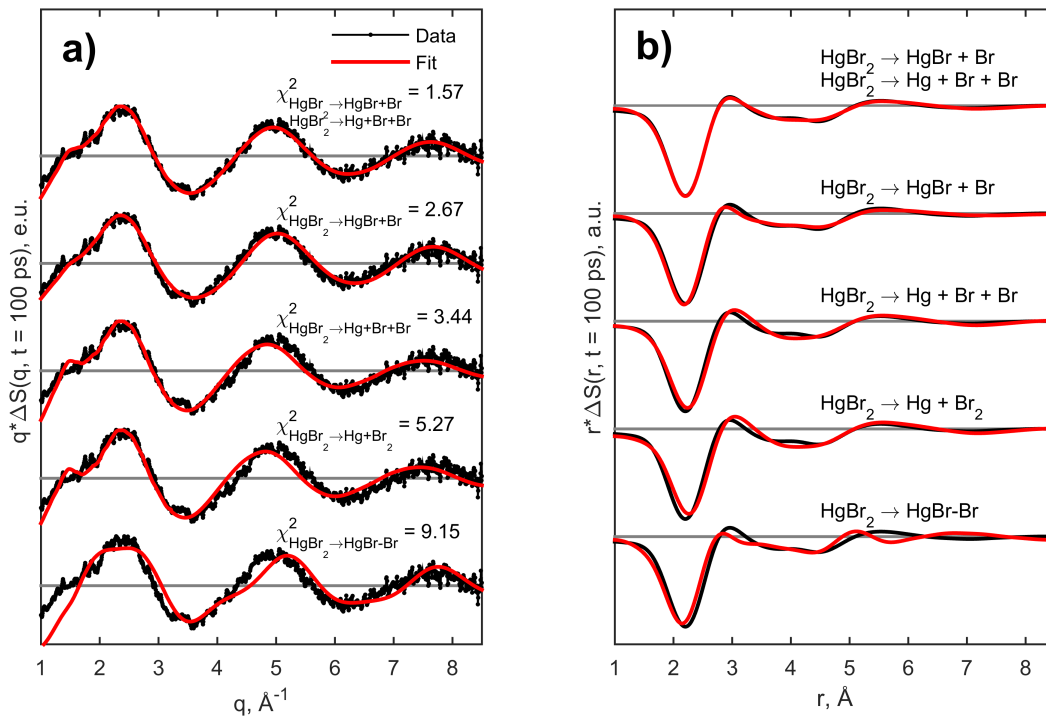 a)
Data
Fit
χ²HgBr₂→HgBr+Br
HgBr₂→Hg+Br+Br = 1.57
χ²HgBr₂→HgBr+Br = 2.67
χ²HgBr₂→Hg+Br+Br = 3.44
χ²HgBr₂→Hg+Br₂ = 5.27
χ²HgBr₂→HgBr-Br = 9.15
q*ΔS(q, t = 100 ps), e.u.
1 2 3 4 5 6 7 8
q, Å⁻¹
b)
HgBr₂ → HgBr + Br
HgBr₂ → Hg + Br + Br
HgBr₂ → HgBr + Br
HgBr₂ → Hg + Br + Br
HgBr₂ → Hg + Br₂
HgBr₂ → HgBr-Br
r*ΔS(r, t = 100 ps), a.u.
1 2 3 4 5 6 7 8
r, Å